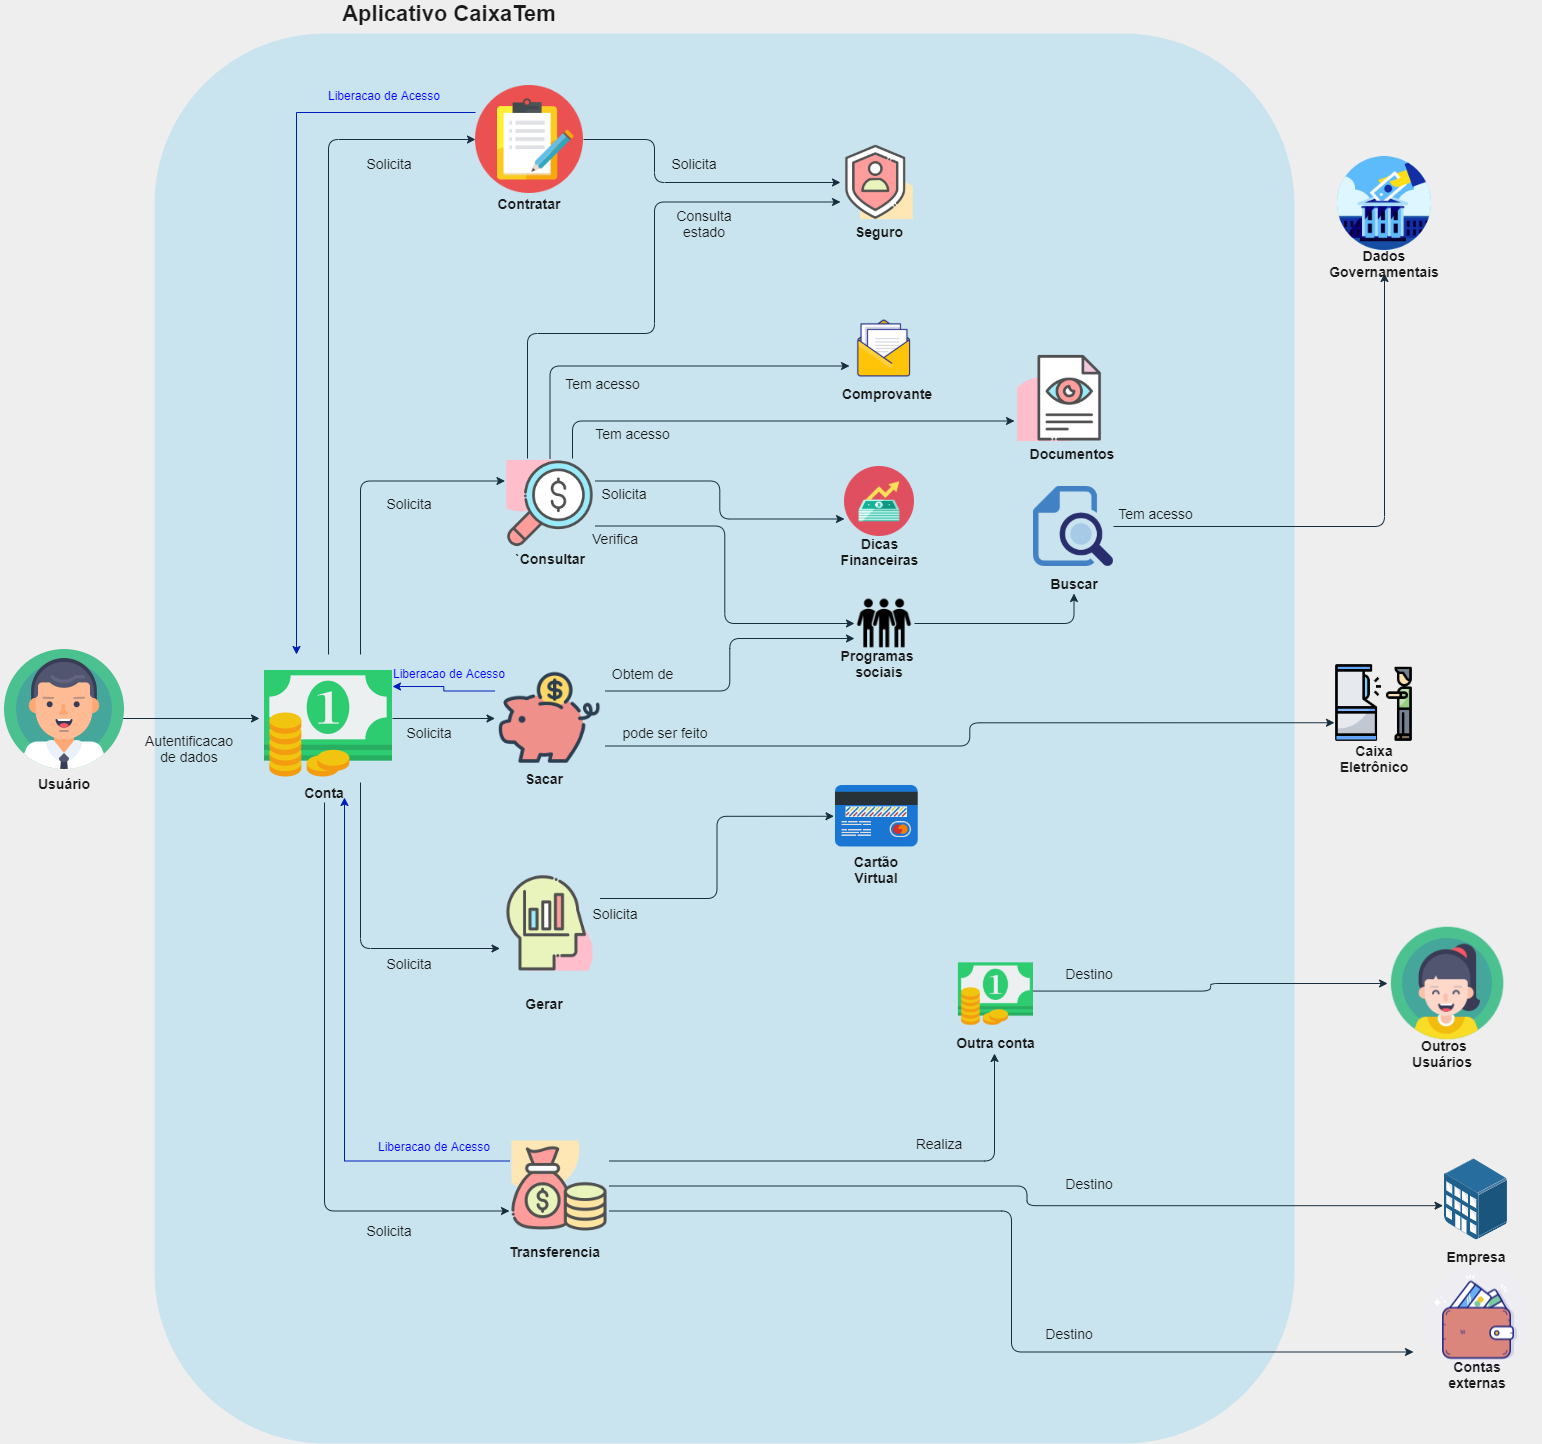 Aplicativo CaixaTem
Liberacao de Acesso
Solicita
Contratar
Solicita
Consulta
estado
Seguro
Dados
Governamentais
Comprovante
Tem acesso
Tem acesso
Documentos
Solicita
`Consultar
Solicita
Verifica
Dicas
Financeiras
Tem acesso
Buscar
Programas
sociais
Usuário
Autentificacao
de dados
1
Conta
Liberacao de Acesso
Solicita
$
Sacar
Obtem de
pode ser feito
Caixa
Eletrônico
Cartão
Virtual
Solicita
Solicita
Gerar
1
Outra conta
Destino
Outros
Usuários
Liberacao de Acesso
Solicita
$
Transferencia
Realiza
Destino
Empresa
Destino
Contas
externas